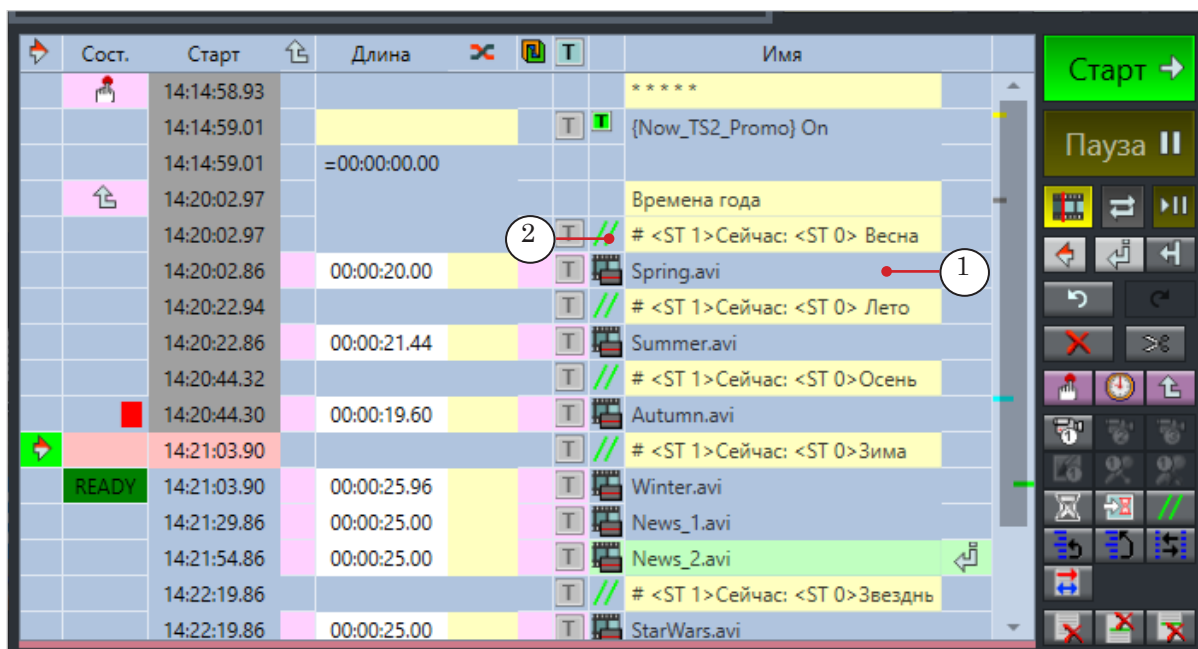 Сост. Старт Длина T Имя
14:14:58.93 * * * * *
14:14:59.01 T T {Now_TS2_Promo} On
14:14:59.01 =00:00:00.00
14:20:02.97 Времена года
14:20:02.97 2 T // # <ST 1>Сейчас: <ST 0> Весна
14:20:02.86 00:00:20.00 T Spring.avi 1
14:20:22.94 T // # <ST 1>Сейчас: <ST 0> Лето
14:20:22.86 00:00:21.44 T Summer.avi
14:20:44.32 T // # <ST 1>Сейчас: <ST 0>Осень
14:20:44.30 00:00:19.60 T Autumn.avi
14:21:03.90 T // # <ST 1>Сейчас: <ST 0>Зима
READY 14:21:03.90 00:00:25.96 T Winter.avi
14:21:29.86 00:00:25.00 T News_1.avi
14:21:54.86 00:00:25.00 T News_2.avi
14:22:19.86 T // # <ST 1>Сейчас: <ST 0>Звездн
14:22:19.86 00:00:25.00 T StarWars.avi
Старт
Пауза